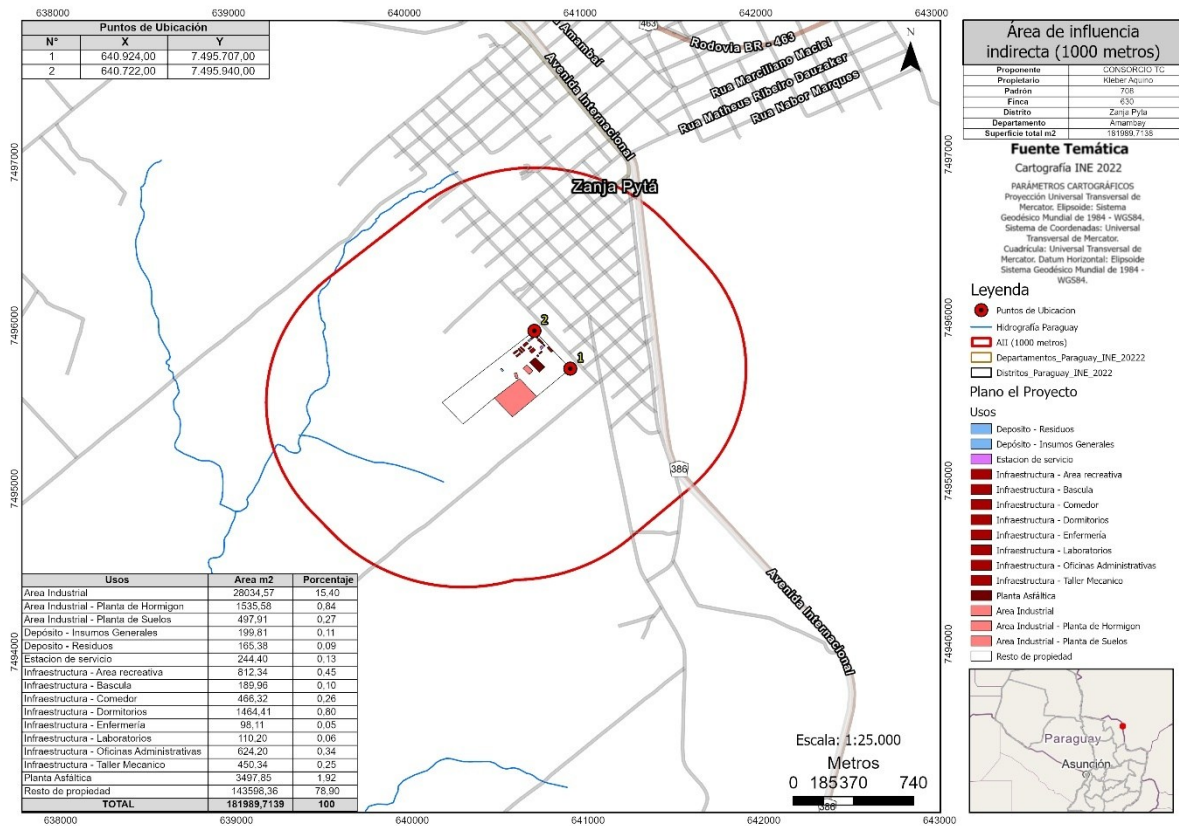 638000 639000 640000 641000 642000 643000
Puntos de Ubicación
N° X Y
1 640.924,00 7.495.707,00
2 640.722,00 7.495.940,00
463
Rodovia BR - 463
Amambaí
Avenida Internacional
Rua Marciliano Maciel
Rua Matheus Ribeiro Dauzaker
Rua Nabor Marques
N
7497000
7496000
7495000
7494000
7497000
7496000
7495000
7494000
Zanja Pytá
2
1
386
Avenida Internacional
386
Usos Area m2 Porcentaje
Area Industrial 28034,57 15,40
Area Industrial - Planta de Hormigon 1535,58 0,84
Area Industrial - Planta de Suelos 497,91 0,27
Depósito - Insumos Generales 199,81 0,11
Deposito - Residuos 165,38 0,09
Estacion de servicio 244,40 0,13
Infraestructura - Area recreativa 812,34 0,45
Infraestructura - Bascula 189,96 0,10
Infraestructura - Comedor 466,32 0,26
Infraestructura - Dormitorios 1464,41 0,80
Infraestructura - Enfermería 98,11 0,05
Infraestructura - Laboratorios 110,20 0,06
Infraestructura - Oficinas Administrativas 624,20 0,34
Infraestructura - Taller Mecanico 450,34 0,25
Planta Asfáltica 3497,85 1,92
Resto de propiedad 143598,36 78,90
TOTAL 181989,7139 100
Escala: 1:25.000
Metros
0 185 370 740
638000 639000 640000 641000 642000 643000
Área de influencia
indirecta (1000 metros)
Proponente CONSORCIO TC
Propietario Kleber Aquino
Padrón 708
Finca 630
Distrito Zanja Pyta
Departamento Amambay
Superficie total m2 181989.7138
Fuente Temática
Cartografía INE 2022
PARÁMETROS CARTOGRÁFICOS
Proyección Universal Transversal de
Mercator. Elipsoide: Sistema
Geodésico Mundial de 1984 - WGS84.
Sistema de Coordenadas: Universal
Transversal de Mercator.
Cuadrícula: Universal Transversal de
Mercator. Datum Horizontal: Elipsoide
Sistema Geodésico Mundial de 1984 -
WGS84.
Leyenda
Puntos de Ubicacion
Hidrografía Paraguay
AII (1000 metros)
Departamentos_Paraguay_INE_20222
Distritos_Paraguay_INE_2022
Plano el Proyecto
Usos
Deposito - Residuos
Depósito - Insumos Generales
Estacion de servicio
Infraestructura - Area recreativa
Infraestructura - Bascula
Infraestructura - Comedor
Infraestructura - Dormitorios
Infraestructura - Enfermería
Infraestructura - Laboratorios
Infraestructura - Oficinas Administrativas
Infraestructura - Taller Mecanico
Planta Asfáltica
Area Industrial
Area Industrial - Planta de Hormigon
Area Industrial - Planta de Suelos
Resto de propiedad
Paraguay
Asunción